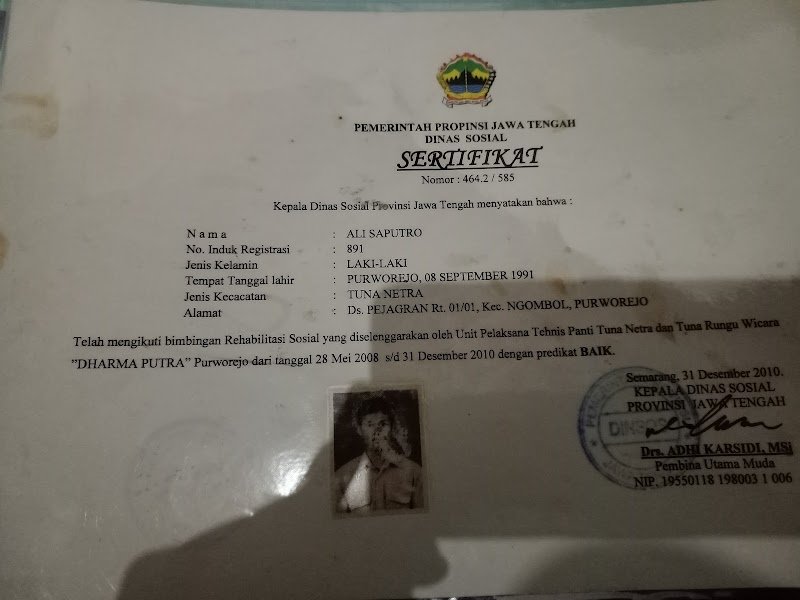 PEMERINTAH PROPINSI JAWA TENGAH
DINAS SOSIAL
SERTIFIKAT
Nomor : 464.2 / 585
Kepala Dinas Sosial Provinsi Jawa Tengah menyatakan bahwa :
N a m a : ALI SAPUTRO
No. Induk Registrasi : 891
Jenis Kelamin : LAKI-LAKI
Tempat Tanggal lahir : PURWOREJO, 08 SEPTEMBER 1991
Jenis Kecacatan : TUNA NETRA
Alamat : Ds. PEJAGRAN Rt. 01/01, Kec. NGOMBOL, PURWOREJO
Telah mengikuti bimbingan Rehabilitasi Sosial yang diselenggarakan oleh Unit Pelaksana Tehnis Panti Tuna Netra dan Tuna Rungu Wicara
"DHARMA PUTRA" Purworejo dari tanggal 28 Mei 2008 s/d 31 Desember 2010 dengan predikat BAIK.
Semarang, 31 Desember 2010.
KEPALA DINAS SOSIAL
PROVINSI JAWA TENGAH
Drs. ADHI KARSIDI, MSi
Pembina Utama Muda
NIP. 19550118 198003 1 006